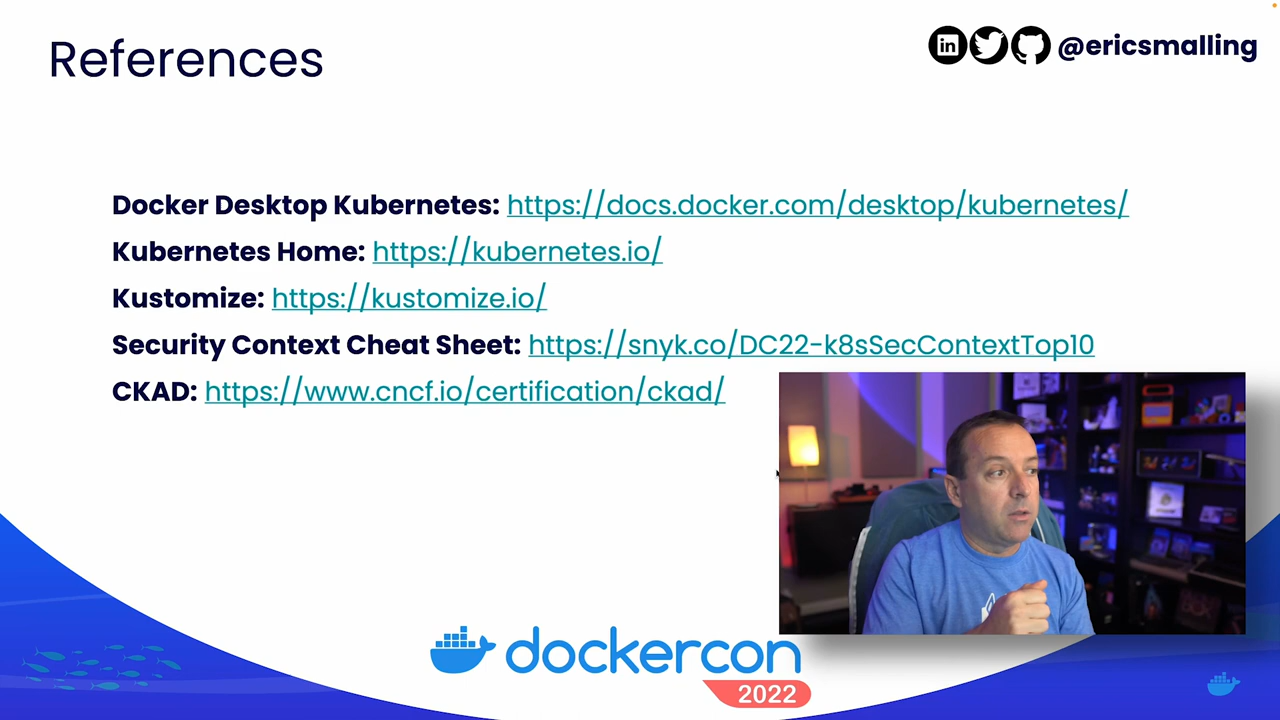 References
@ericsmalling
Docker Desktop Kubernetes: https://docs.docker.com/desktop/kubernetes/
Kubernetes Home: https://kubernetes.io/
Kustomize: https://kustomize.io/
Security Context Cheat Sheet: https://snyk.co/DC22-k8sSecContextTop10
CKAD: https://www.cncf.io/certification/ckad/
dockercon
2022